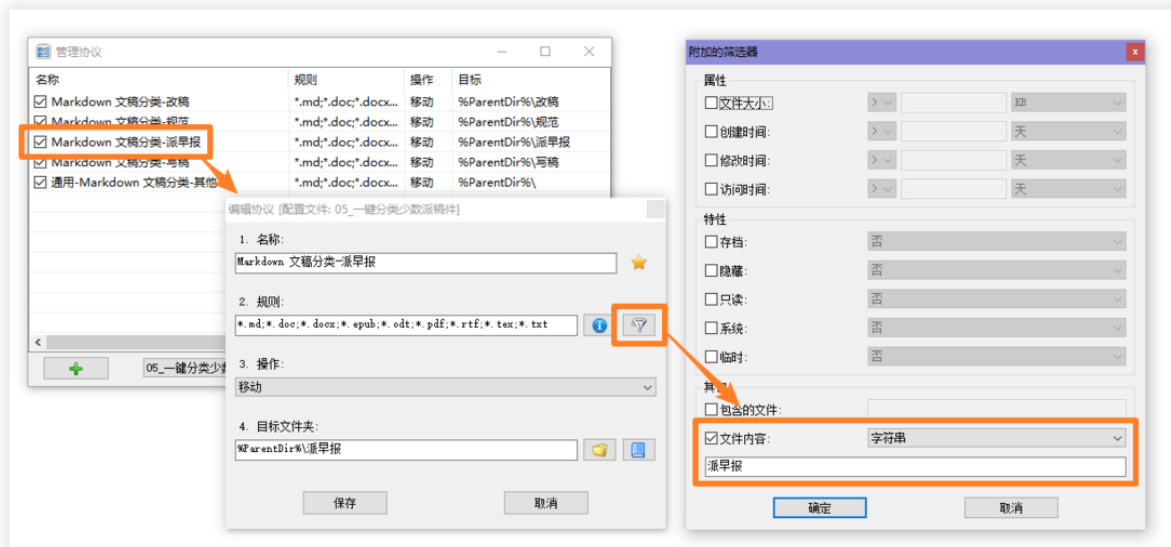 管理协议
名称 规则 操作 目标
Markdown 文稿分类-改稿 *.md;*.doc;*.docx... 移动 %ParentDir%\改稿
Markdown 文稿分类-规范 *.md;*.doc;*.docx... 移动 %ParentDir%\规范
Markdown 文稿分类-派早报 *.md;*.doc;*.docx... 移动 %ParentDir%\派早报
Markdown 文稿分类-写稿 *.md;*.doc;*.docx... 移动 %ParentDir%\写稿
通用-Markdown 文稿分类-其他 *.md;*.doc;*.docx... 移动 %ParentDir%\
05_一键分类少数
编辑协议 [配置文件: 05_一键分类少数派稿件]
1. 名称:
Markdown 文稿分类-派早报
2. 规则:
*.md;*.doc;*.docx;*.epub;*.odt;*.pdf;*.rtf;*.tex;*.txt
3. 操作:
移动
4. 目标文件夹:
%ParentDir%\派早报
保存 取消
附加的筛选器
属性
文件大小: > KB
创建时间: > 天
修改时间: > 天
访问时间: > 天
特性
存档: 否
隐藏: 否
只读: 否
系统: 否
临时: 否
其他
包含的文件:
文件内容: 字符串
派早报
确定 取消